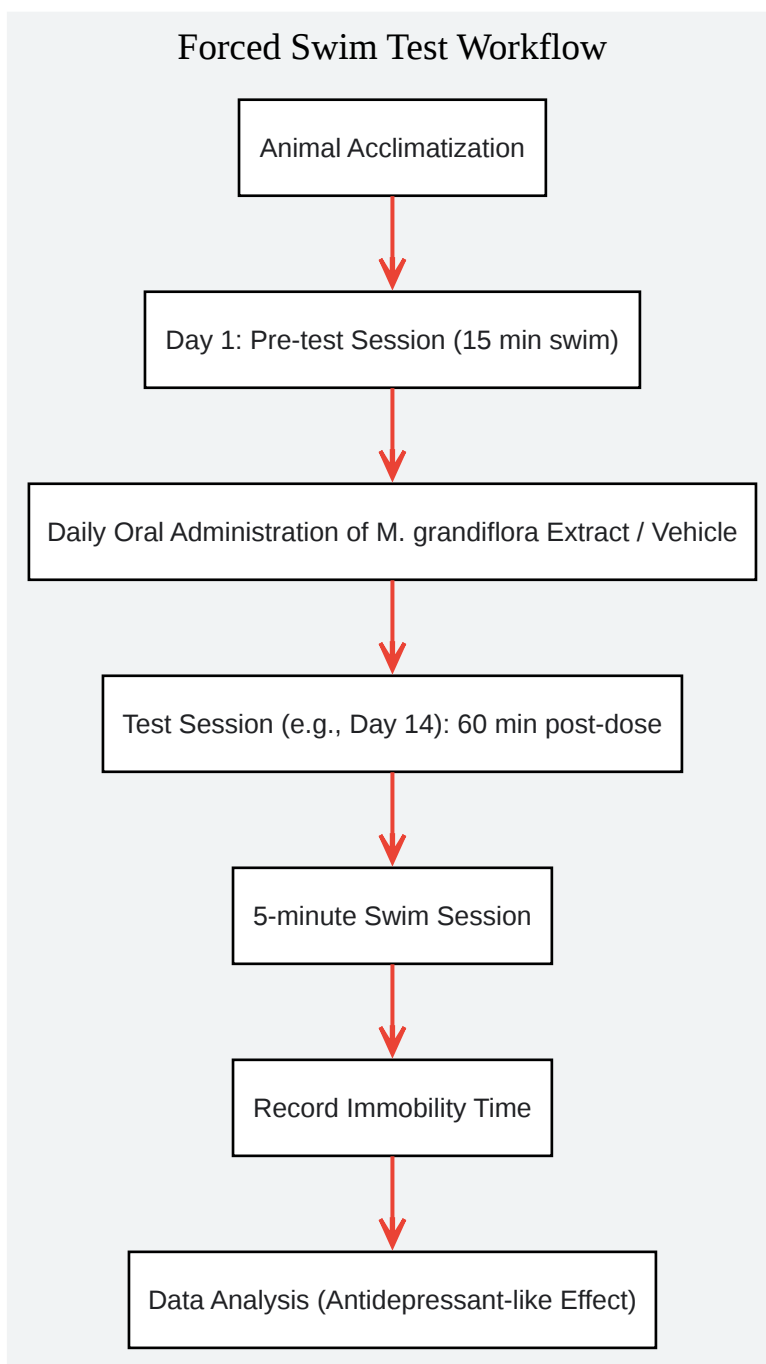 Forced Swim Test Workflow
Animal Acclimatization
Day 1: Pre-test Session (15 min swim)
Daily Oral Administration of M. grandiflora Extract / Vehicle
Test Session (e.g., Day 14): 60 min post-dose
5-minute Swim Session
Record Immobility Time
Data Analysis (Antidepressant-like Effect)